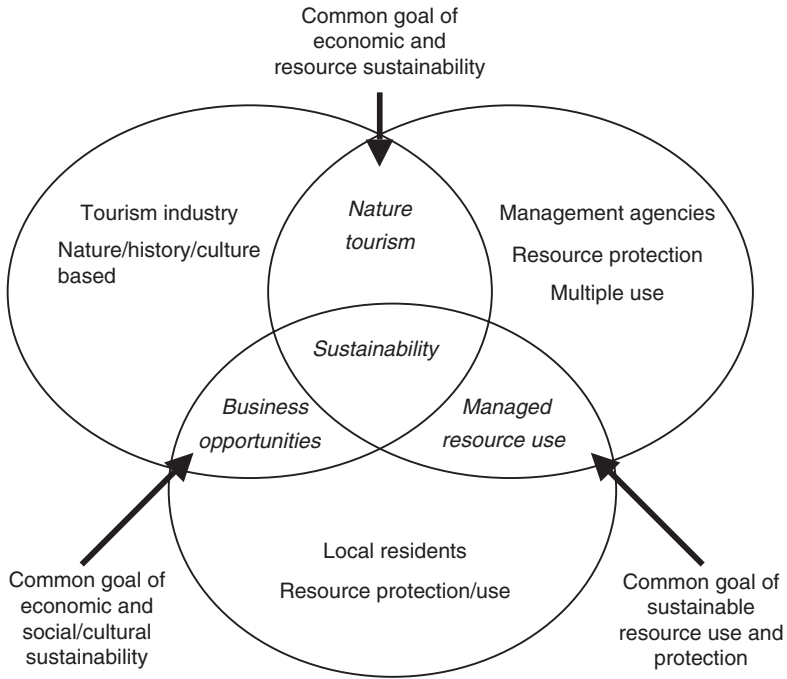 Common goal of
economic and
resource sustainability
Tourism industry
Nature/history/culture
based
Nature
tourism
Management agencies
Resource protection
Multiple use
Sustainability
Business
opportunities
Managed
resource use
Local residents
Resource protection/use
Common goal of
economic and
social/cultural
sustainability
Common goal of
sustainable
resource use and
protection